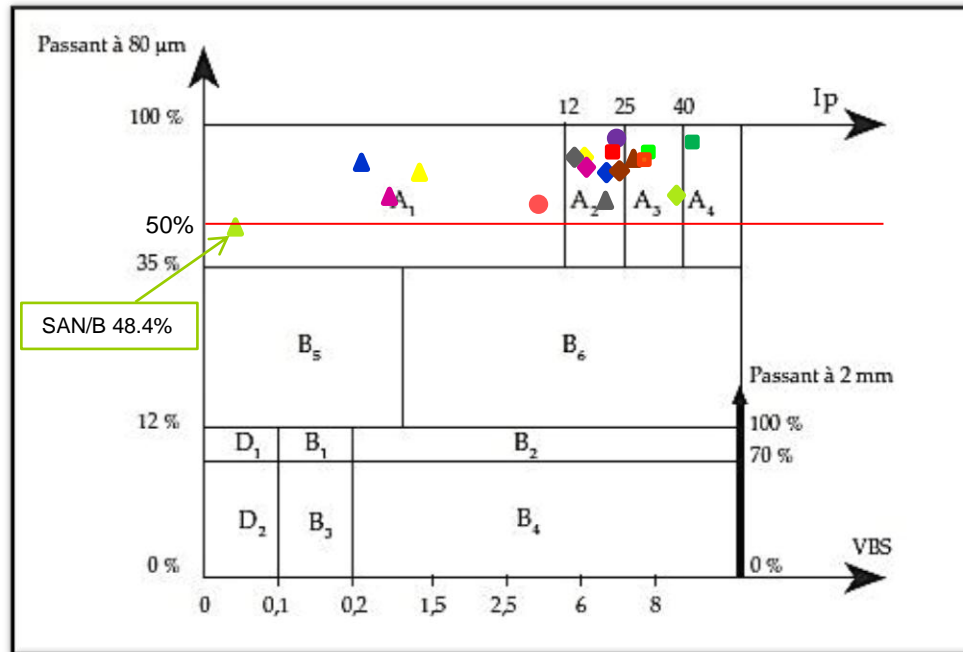 Passant à 80 µm
12 25 40 Ip
100 %
A₁ A₂ A₃ A₄
50%
35 %
SAN/B 48.4%
B₅ B₆
Passant à 2 mm
12 % 100 %
D₁ B₁ B₂
70 %
D₂ B₃ B₄
VBS
0 % 0 %
0 0,1 0,2 1,5 2,5 6 8